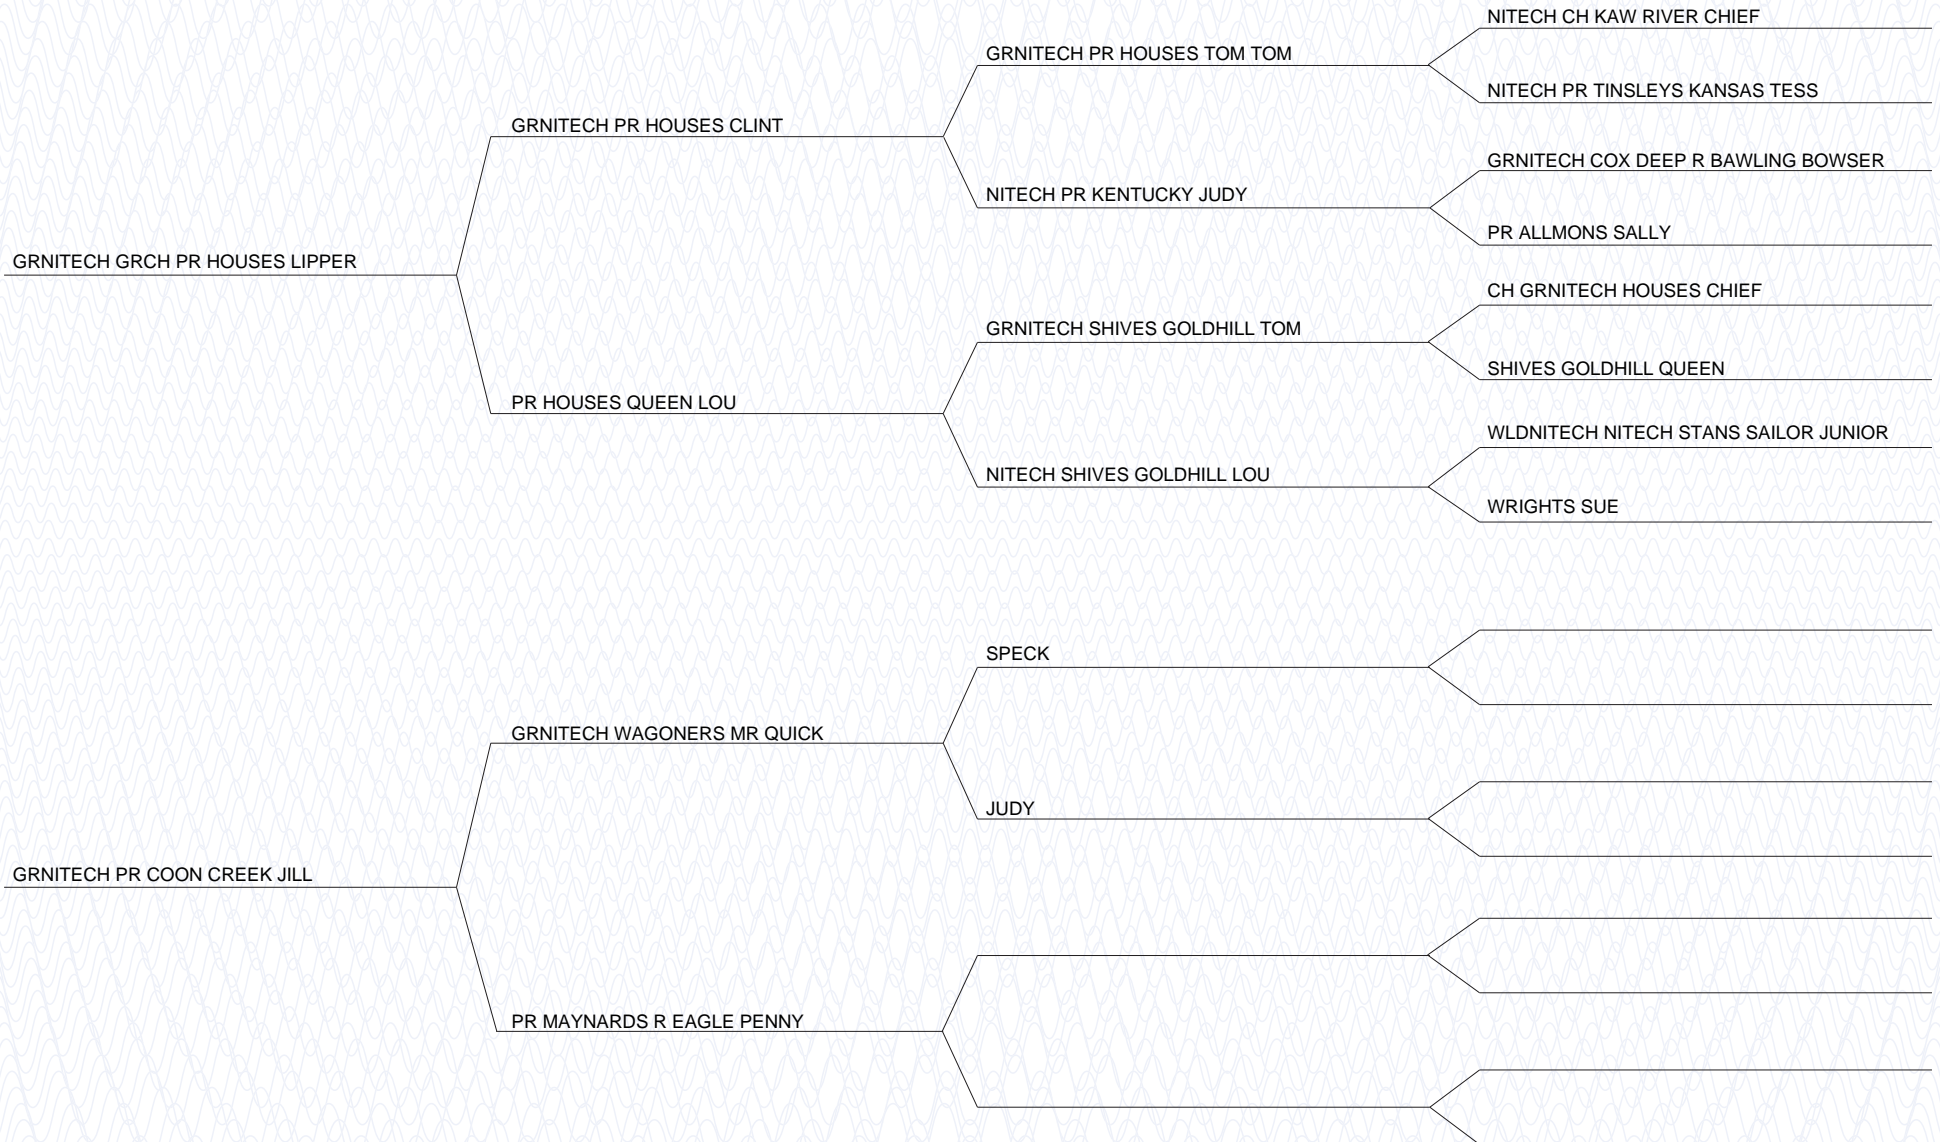 NITECH CH KAW RIVER CHIEF
GRNITECH PR HOUSES TOM TOM
NITECH PR TINSLEYS KANSAS TESS
GRNITECH PR HOUSES CLINT
GRNITECH COX DEEP R BAWLING BOWSER
NITECH PR KENTUCKY JUDY
PR ALLMONS SALLY
GRNITECH GRCH PR HOUSES LIPPER
CH GRNITECH HOUSES CHIEF
GRNITECH SHIVES GOLDHILL TOM
SHIVES GOLDHILL QUEEN
PR HOUSES QUEEN LOU
WLDNITECH NITECH STANS SAILOR JUNIOR
NITECH SHIVES GOLDHILL LOU
WRIGHTS SUE
SPECK
GRNITECH WAGONERS MR QUICK
JUDY
GRNITECH PR COON CREEK JILL
PR MAYNARDS R EAGLE PENNY